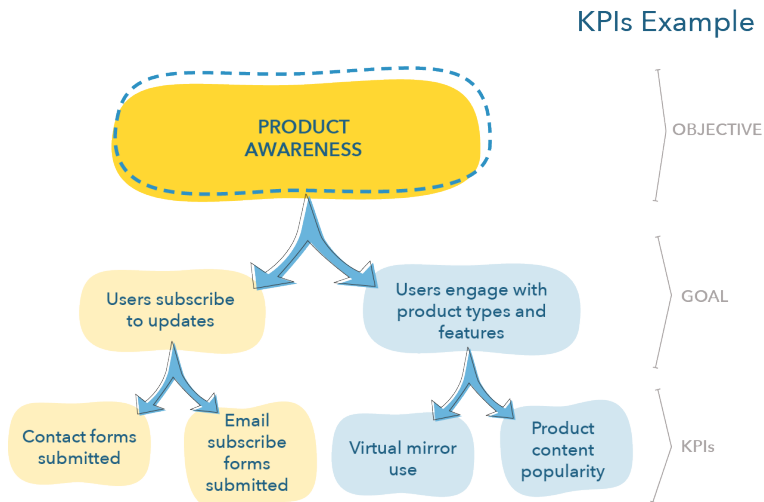 KPIs Example
PRODUCT
AWARENESS
OBJECTIVE
Users subscribe
to updates
Users engage with
product types and
features
GOAL
Contact forms
submitted
Email
subscribe
forms
submitted
Virtual mirror
use
Product
content
popularity
KPIs